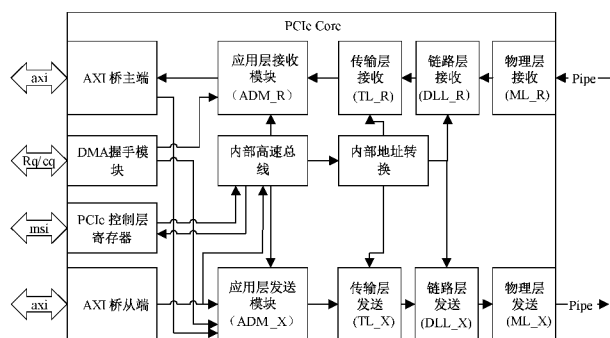 PCIe Core
axi
AXI 桥主端
应用层接收
模块
(ADM_R)
传输层
接收
(TL_R)
链路层
接收
(DLL_R)
物理层
接收
(ML_R)
Pipe
Rq/cq
DMA握手模
块
内部高速总
线
内部地址转
换
msi
PCIe 控制层
寄存器
axi
AXI 桥从端
应用层发送
模块
(ADM_X)
传输层
发送
(TL_X)
链路层
发送
(DLL_X)
物理层
发送
(ML_X)
Pipe